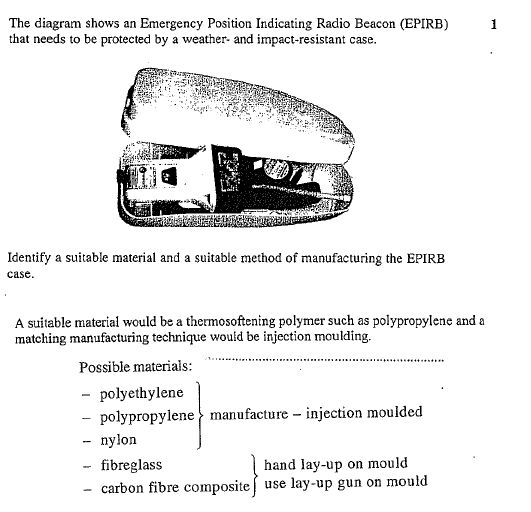 The diagram shows an Emergency Position Indicating Radio Beacon (EPIRB) 1
that needs to be protected by a weather- and impact-resistant case.
Identify a suitable material and a suitable method of manufacturing the EPIRB
case.
A suitable material would be a thermosoftening polymer such as polypropylene and a
matching manufacturing technique would be injection moulding.
Possible materials:
– polyethylene
– polypropylene manufacture – injection moulded
– nylon
– fibreglass hand lay-up on mould
– carbon fibre composite use lay-up gun on mould